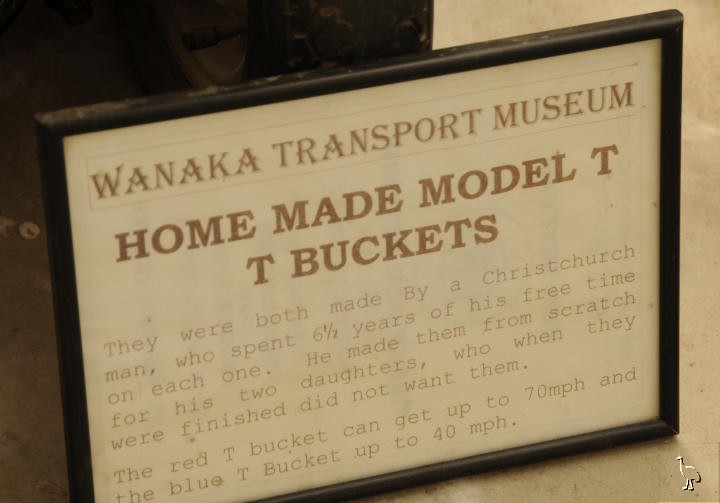 WANAKA TRANSPORT MUSEUM
HOME MADE MODEL T
T BUCKETS
They were both made By a Christchurch
man, who spent 6½ years of his free time
on each one. He made them from scratch
for his two daughters, who when they
were finished did not want them.
The red T bucket can get up to 70mph and
the blue T Bucket up to 40 mph.